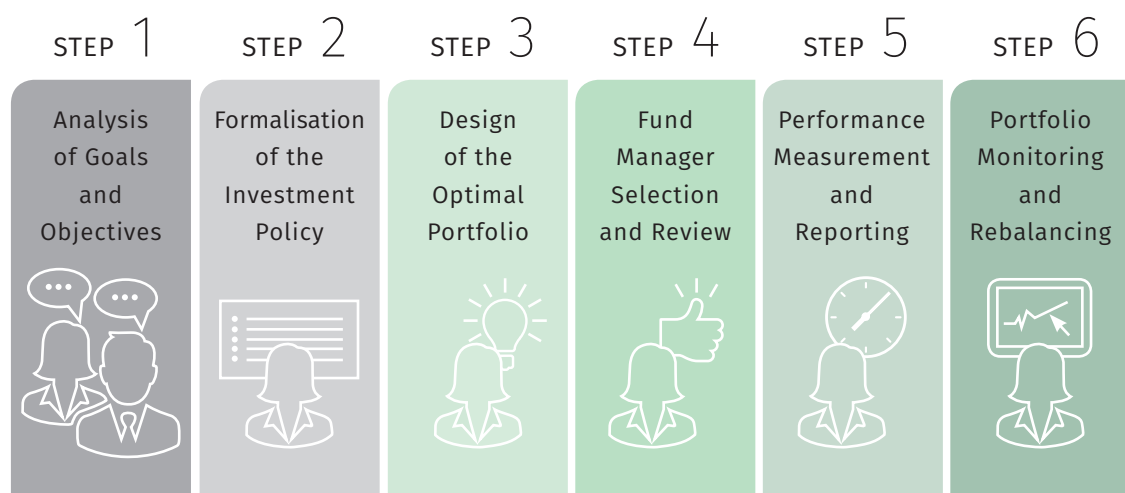 STEP 1
Analysis
of Goals
and
Objectives
STEP 2
Formalisation
of the
Investment
Policy
STEP 3
Design
of the
Optimal
Portfolio
STEP 4
Fund
Manager
Selection
and Review
STEP 5
Performance
Measurement
and
Reporting
STEP 6
Portfolio
Monitoring
and
Rebalancing